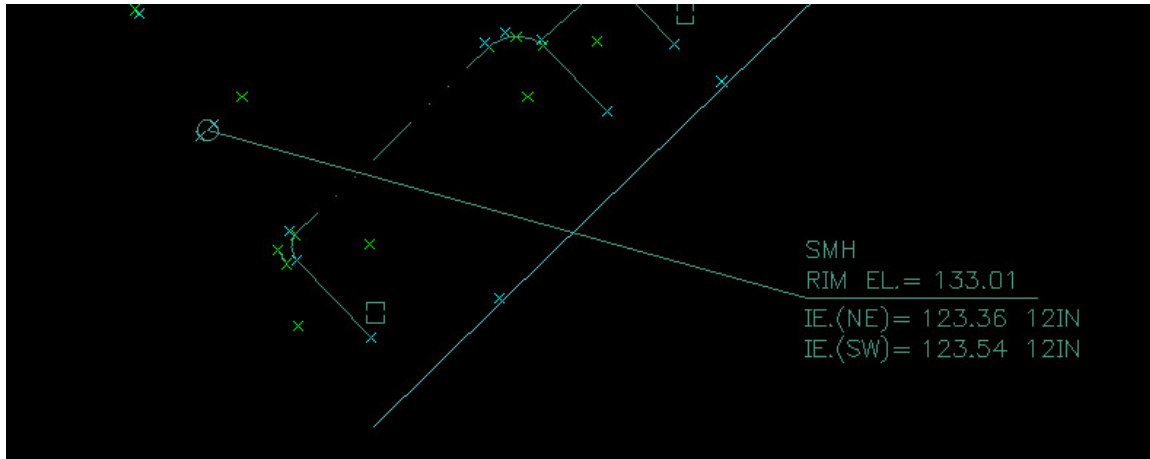 SMH
RIM EL.= 133.01
IE.(NE)= 123.36 12IN
IE.(SW)= 123.54 12IN